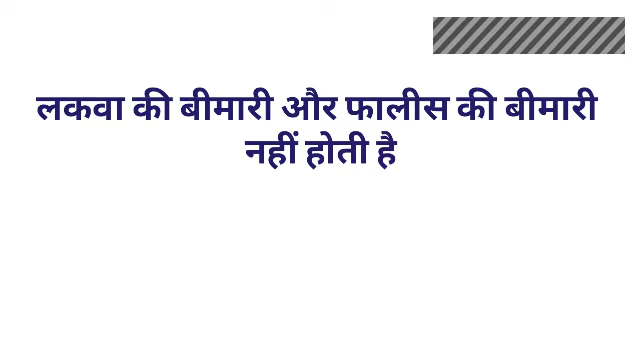 लकवा की बीमारी और फालीस की बीमारी
नहीं होती है